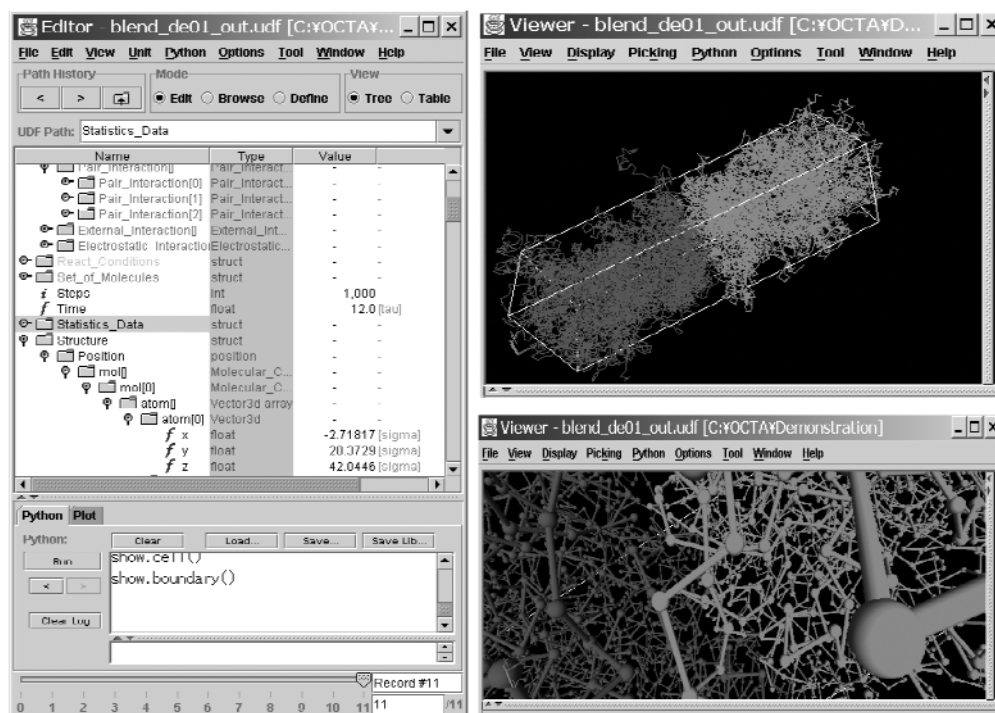 Editor - blend_de01_out.udf [C:¥OCTA¥...
File Edit View Unit Python Options Tool Window Help
Path History
Mode
View
< >
Edit Browse Define
Tree Table
UDF Path: Statistics_Data
Name Type Value
Pair_Interaction[] Pair_Interact... - -
Pair_Interaction[0] Pair_Interact... - -
Pair_Interaction[1] Pair_Interact... - -
Pair_Interaction[2] Pair_Interact... - -
External_Interaction[] External_Int... - -
Electrostatic_Interactio Electrostatic... - -
React_Conditions struct - -
Set_of_Molecules struct - -
i Steps int 1,000
f Time float 12.0 [tau]
Statistics_Data struct - -
Structure struct - -
Position position - -
mol[] Molecular_C... - -
mol[0] Molecular_C... - -
atom[] Vector3d array - -
atom[0] Vector3d - -
f x float -2.71817 [sigma]
f y float 20.3729 [sigma]
f z float 42.0446 [sigma]
Python Plot
Python:
Clear Load... Save... Save Lib...
Run
show.cell()
show.boundary()
< >
Clear Log
Record #11
0 1 2 3 4 5 6 7 8 9 10 11
11 /11
Viewer - blend_de01_out.udf [C:¥OCTA¥D...
File View Display Picking Python Options Tool Window Help
Viewer - blend_de01_out.udf [C:¥OCTA¥Demonstration]
File View Display Picking Python Options Tool Window Help